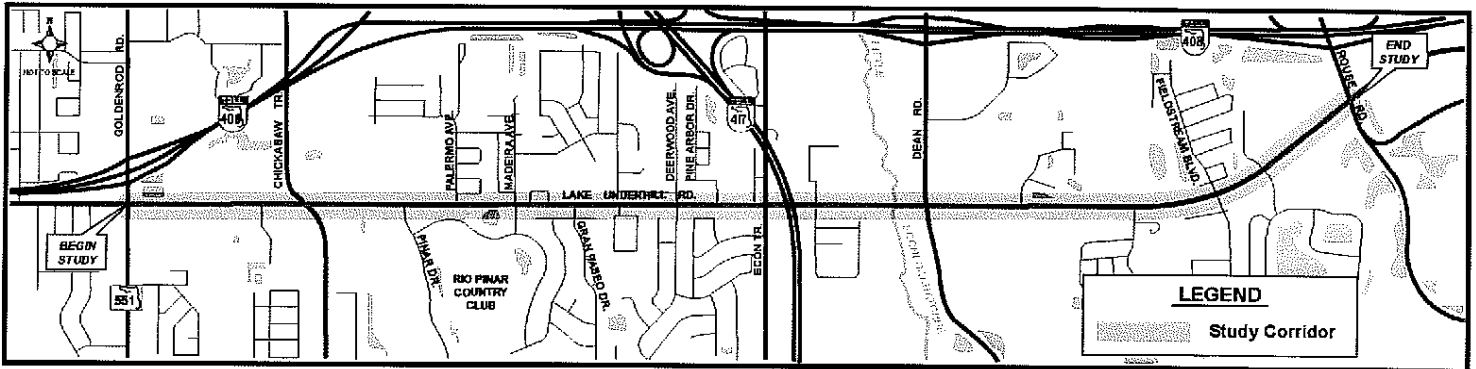 N
NOT TO SCALE
GOLDENROD RD.
408
CHICKASAW TR.
PALERMO AVE.
MADEIRA AVE.
DEERWOOD AVE.
PINE ARBOR DR.
417
DEAN RD.
408
FIELDSTREAM BLVD.
ROUSE RD.
END
STUDY
LAKE UNDERHILL RD.
BEGIN
STUDY
551
PINAR DR.
RIO PINAR
COUNTRY
CLUB
GRAN PASEO DR.
ECON TR.
LEGEND
Study Corridor